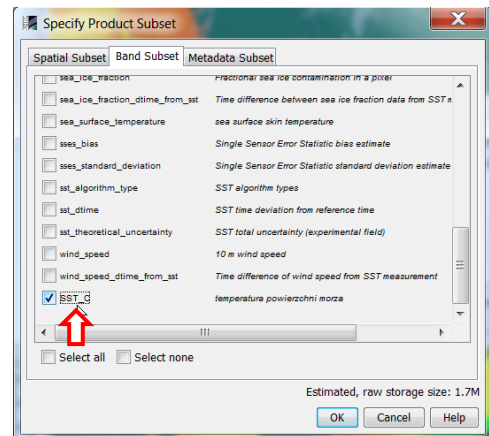 Specify Product Subset
Spatial Subset Band Subset Metadata Subset
sea_ice_fraction Fractional sea ice contamination in a pixel
sea_ice_fraction_dtime_from_sst Time difference between sea ice fraction data from SST
sea_surface_temperature sea surface skin temperature
sses_bias Single Sensor Error Statistic bias estimate
sses_standard_deviation Single Sensor Error Statistic standard deviation estimate
sst_algorithm_type SST algorithm types
sst_dtime SST time deviation from reference time
sst_theoretical_uncertainty SST total uncertainty (experimental field)
wind_speed 10 m wind speed
wind_speed_dtime_from_sst Time difference of wind speed from SST measurement
SST_C temperatura powierzchni morza
Select all Select none
Estimated, raw storage size: 1.7M
OK Cancel Help